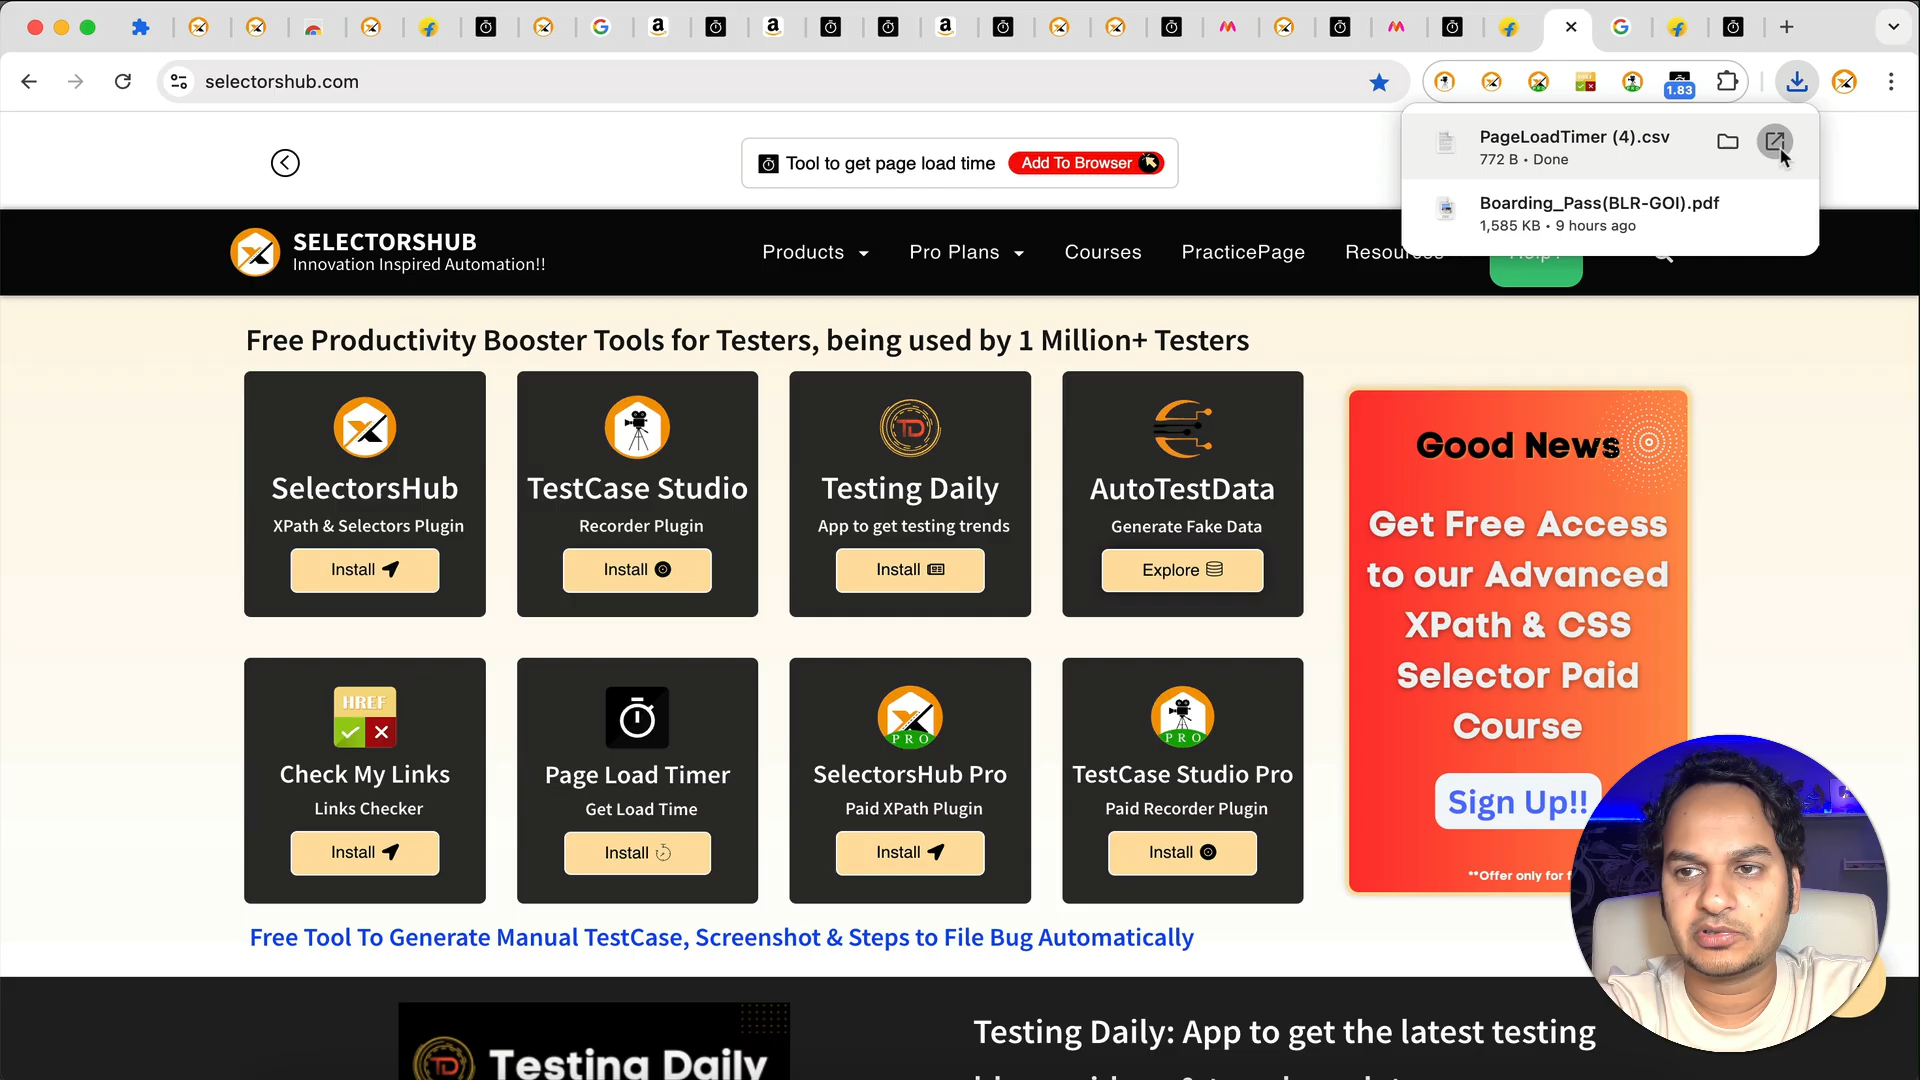 selectorshub.com
1.83
PageLoadTimer (4).csv
772 B • Done
Boarding_Pass(BLR-GOI).pdf
1,585 KB • 9 hours ago
Tool to get page load time
Add To Browser
SELECTORSHUB
Innovation Inspired Automation!!
Products
Pro Plans
Courses
PracticePage
Resources
Help?
Free Productivity Booster Tools for Testers, being used by 1 Million+ Testers
SelectorsHub
XPath & Selectors Plugin
Install
TestCase Studio
Recorder Plugin
Install
TD
Testing Daily
App to get testing trends
Install
AutoTestData
Generate Fake Data
Explore
HREF
Check My Links
Links Checker
Install
Page Load Timer
Get Load Time
Install
PRO
SelectorsHub Pro
Paid XPath Plugin
Install
PRO
TestCase Studio Pro
Paid Recorder Plugin
Install
Good News
Get Free Access
to our Advanced
XPath & CSS
Selector Paid
Course
Sign Up!!
**Offer only for
Free Tool To Generate Manual TestCase, Screenshot & Steps to File Bug Automatically
TD
Testing Daily
Testing Daily: App to get the latest testing